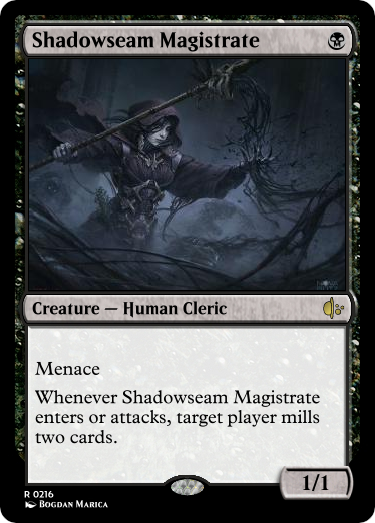 Shadowseam Magistrate
Creature — Human Cleric
Menace
Whenever Shadowseam Magistrate
enters or attacks, target player mills
two cards.
1/1
R 0216
Bogdan Marica